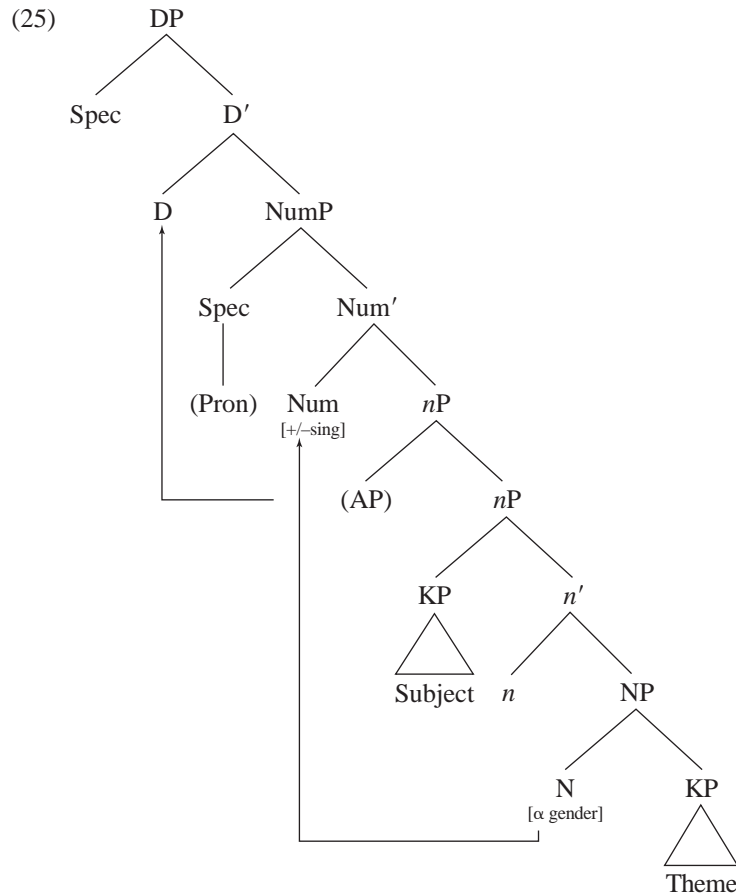 (25) DP
Spec D′
D NumP
Spec Num′
(Pron) Num nP
[+/–sing]
(AP) nP
KP n′
Subject n NP
N KP
[α gender]
Theme